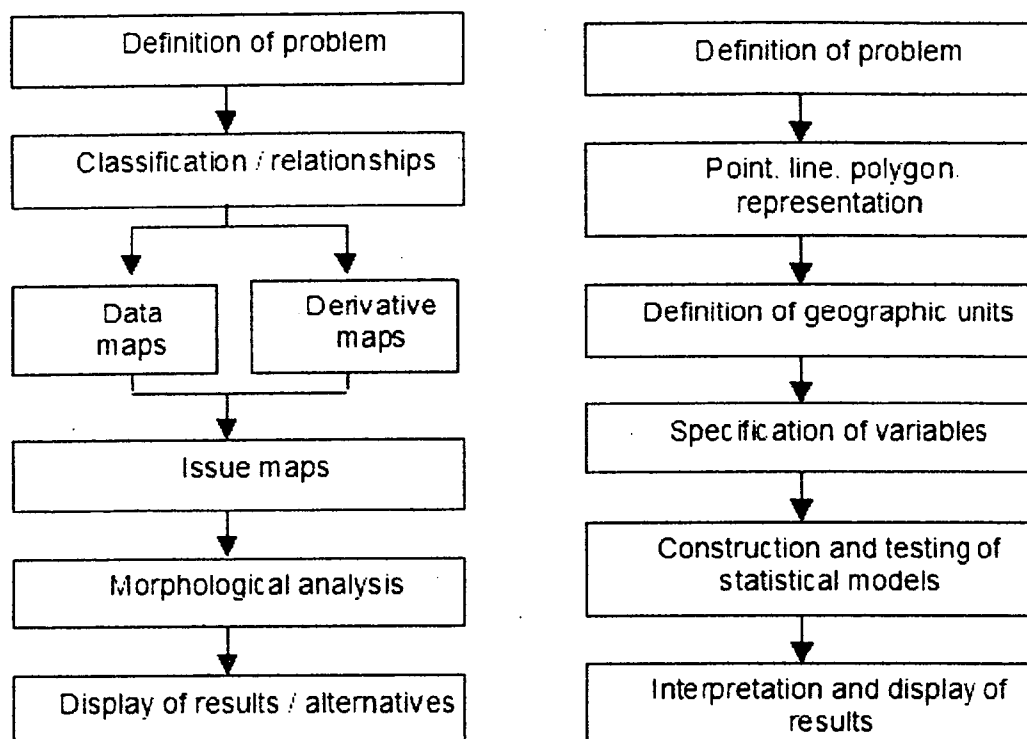 Definition of problem
Classification / relationships
Data
maps
Derivative
maps
Issue maps
Morphological analysis
Display of results / alternatives
Definition of problem
Point. line. polygon.
representation
Definition of geographic units
Specification of variables
Construction and testing of
statistical models
Interpretation and display of
results